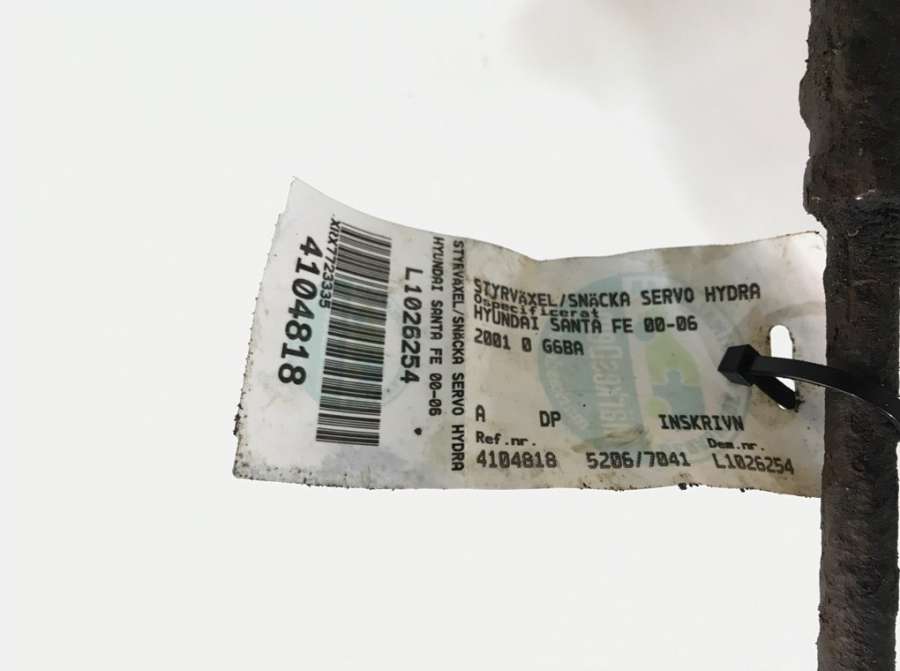 STYRVÄXEL/SNÄCKA SERVO HYDRA
Ospecificerat
HYUNDAI SANTA FE 00-06
2001 0 G6BA
A DP INSKRIVN
Ref.nr. Dem.nr.
4104818 5206/7041 L1026254
STYRVÄXEL/SNÄCKA SERVO HYDRA
HYUNDAI SANTA FE 00-06
L1026254
.XRX7723335
4104818